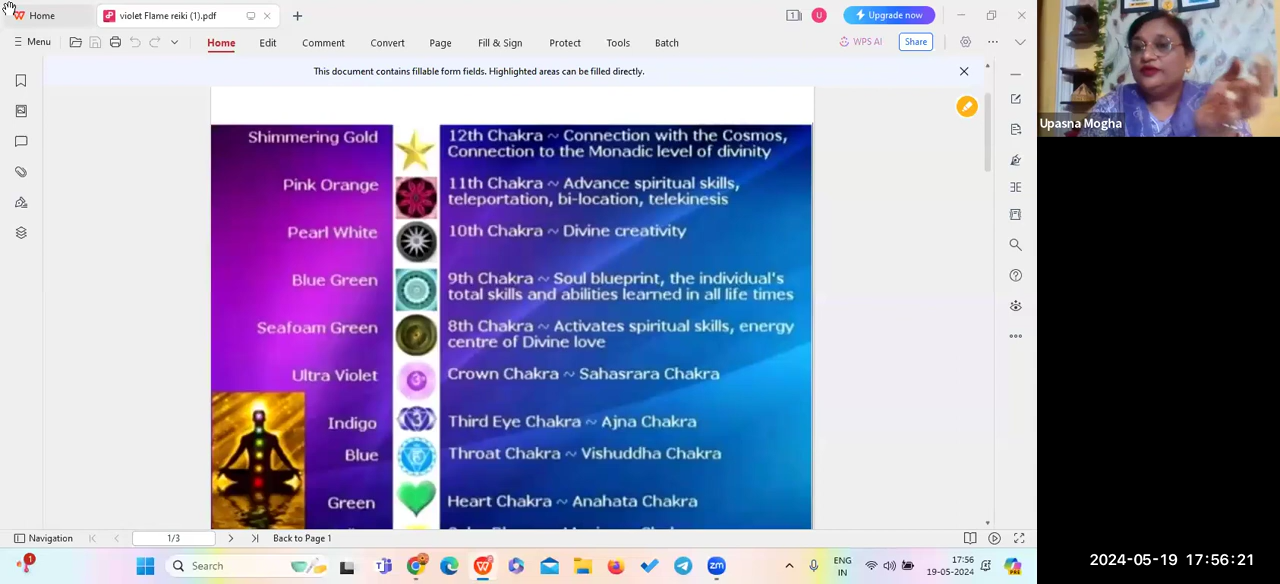 Home
violet Flame reiki (1).pdf
1
U
Upgrade now
Menu
Home
Edit
Comment
Convert
Page
Fill & Sign
Protect
Tools
Batch
WPS AI
Share
This document contains fillable form fields. Highlighted areas can be filled directly.
Upasna Mogha
Shimmering Gold
12th Chakra ~ Connection with the Cosmos,
Connection to the Monadic level of divinity
Pink Orange
11th Chakra ~ Advance spiritual skills,
teleportation, bi-location, telekinesis
Pearl White
10th Chakra ~ Divine creativity
Blue Green
9th Chakra ~ Soul blueprint, the individual's
total skills and abilities learned in all life times
Seafoam Green
8th Chakra ~ Activates spiritual skills, energy
centre of Divine love
Ultra Violet
Crown Chakra ~ Sahasrara Chakra
Indigo
Third Eye Chakra ~ Ajna Chakra
Blue
Throat Chakra ~ Vishuddha Chakra
Green
Heart Chakra ~ Anahata Chakra
Navigation
1/3
Back to Page 1
1
Search
zm
ENG
IN
17:56
19-05-2024
2024-05-19 17:56:21